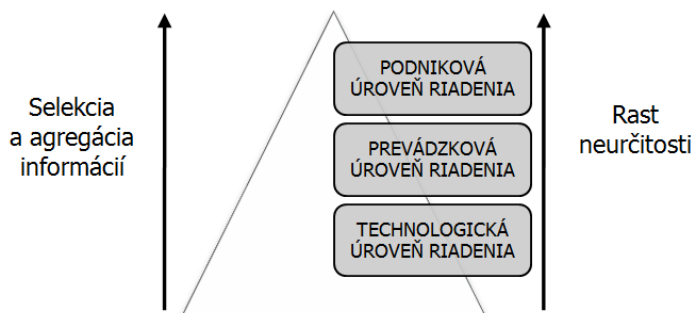 Selekcia
a agregácia
informácií
PODNIKOVÁ
ÚROVEŇ RIADENIA
PREVÁDZKOVÁ
ÚROVEŇ RIADENIA
TECHNOLOGICKÁ
ÚROVEŇ RIADENIA
Rast
neurčitosti